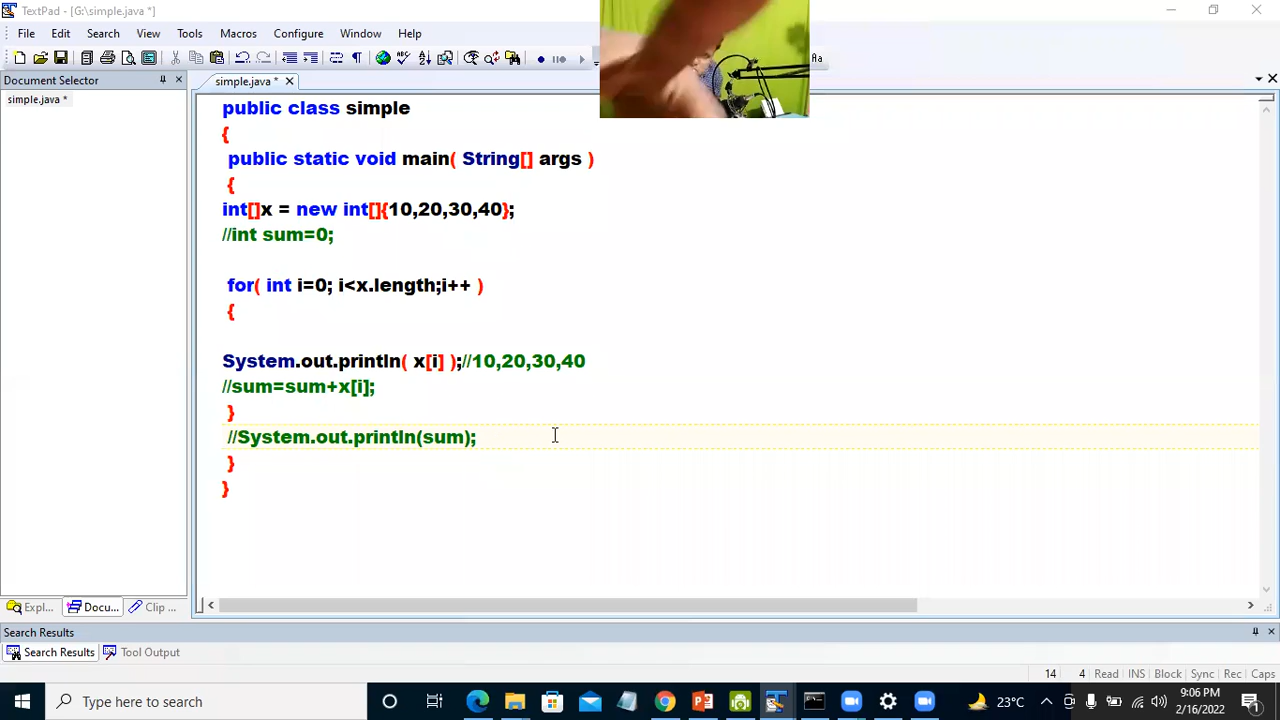 TextPad - [G:\simple.java *]
File Edit Search View Tools Macros Configure Window Help
Document Selector
simple.java *
simple.java *
public class simple
{
public static void main( String[] args )
{
int[]x = new int[]{10,20,30,40};
//int sum=0;
for( int i=0; i<x.length;i++ )
{
System.out.println( x[i] );//10,20,30,40
//sum=sum+x[i];
}
//System.out.println(sum);
}
}
Expl... Docu... Clip ...
Search Results
Search Results Tool Output
14 4 Read INS Block Sync Rec Caps
Type here to search
23°C
9:06 PM
2/16/2022
1